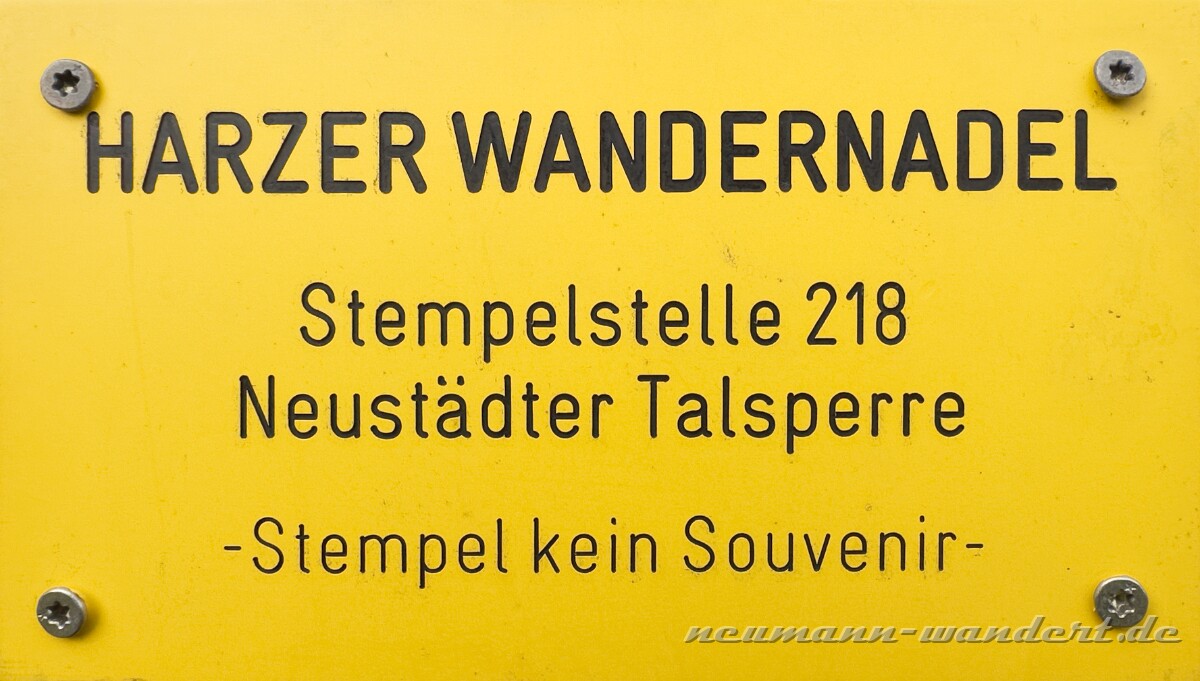 HARZER WANDERNADEL
Stempelstelle 218
Neustädter Talsperre
-Stempel kein Souvenir-
neumann-wandert.de